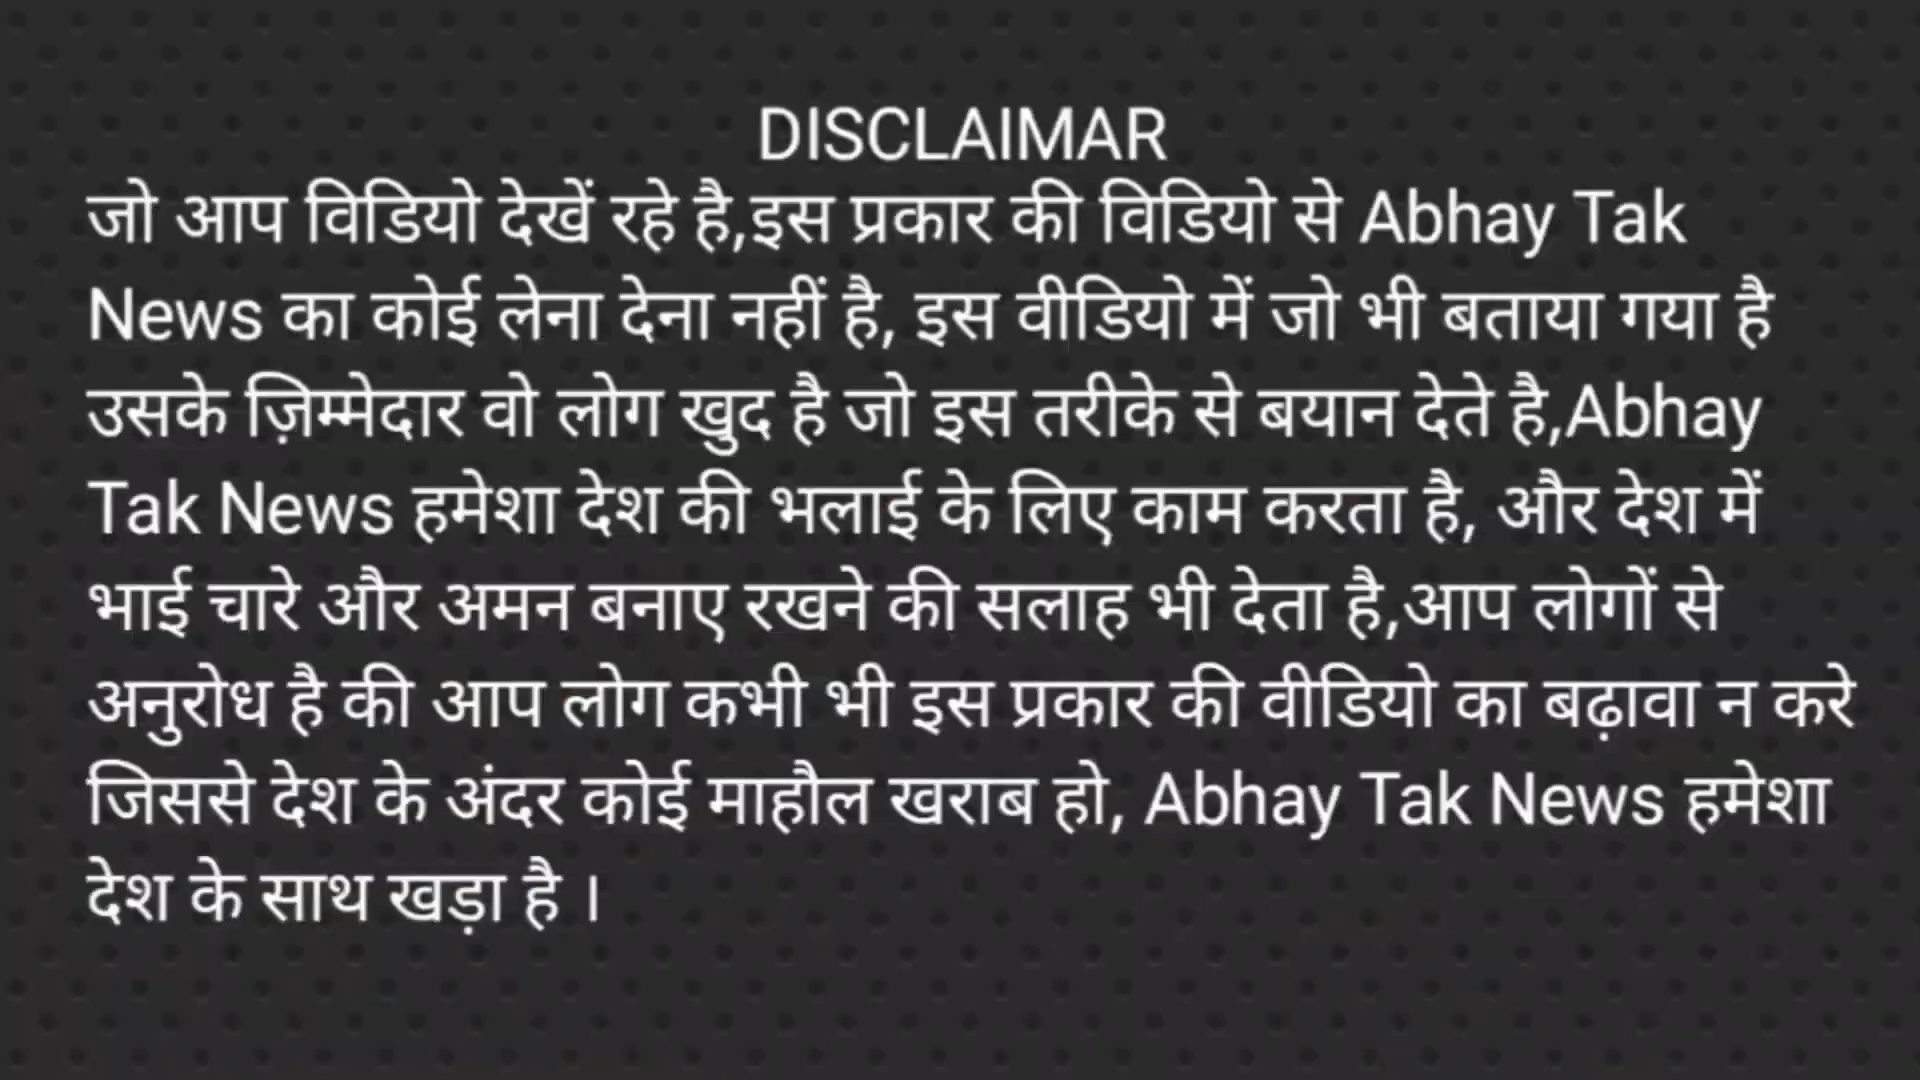 DISCLAIMAR
जो आप विडियो देखें रहे है,इस प्रकार की विडियो से Abhay Tak
News का कोई लेना देना नहीं है, इस वीडियो में जो भी बताया गया है
उसके ज़िम्मेदार वो लोग खुद है जो इस तरीके से बयान देते है,Abhay
Tak News हमेशा देश की भलाई के लिए काम करता है, और देश में
भाई चारे और अमन बनाए रखने की सलाह भी देता है,आप लोगों से
अनुरोध है की आप लोग कभी भी इस प्रकार की वीडियो का बढ़ावा न करे
जिससे देश के अंदर कोई माहौल खराब हो, Abhay Tak News हमेशा
देश के साथ खड़ा है ।